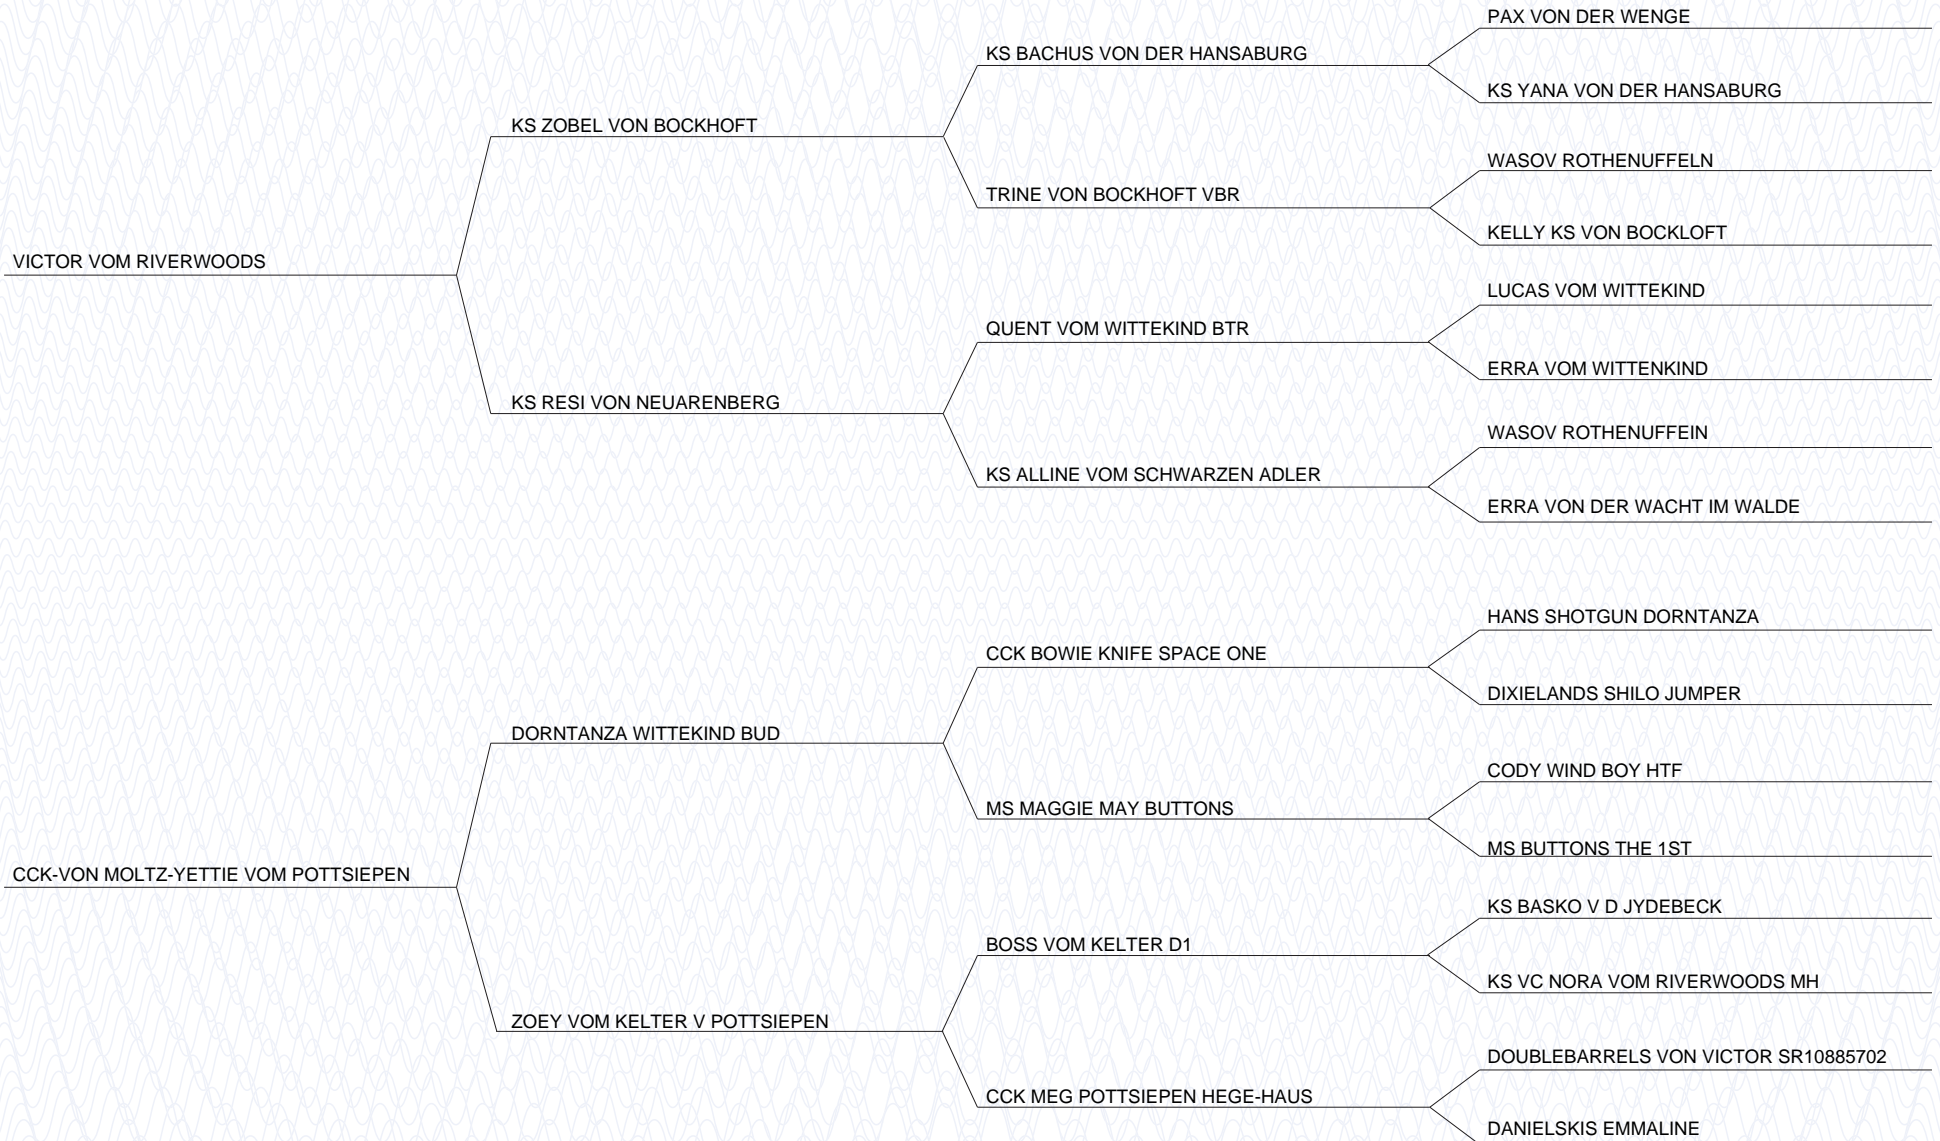 PAX VON DER WENGE
KS BACHUS VON DER HANSABURG
KS YANA VON DER HANSABURG
KS ZOBEL VON BOCKHOFT
WASOV ROTHENUFFELN
TRINE VON BOCKHOFT VBR
KELLY KS VON BOCKLOFT
VICTOR VOM RIVERWOODS
LUCAS VOM WITTEKIND
QUENT VOM WITTEKIND BTR
ERRA VOM WITTENKIND
KS RESI VON NEUARENBERG
WASOV ROTHENUFFEIN
KS ALLINE VOM SCHWARZEN ADLER
ERRA VON DER WACHT IM WALDE
HANS SHOTGUN DORNTANZA
CCK BOWIE KNIFE SPACE ONE
DIXIELANDS SHILO JUMPER
DORNTANZA WITTEKIND BUD
CODY WIND BOY HTF
MS MAGGIE MAY BUTTONS
MS BUTTONS THE 1ST
CCK-VON MOLTZ-YETTIE VOM POTTSIEPEN
KS BASKO V D JYDEBECK
BOSS VOM KELTER D1
KS VC NORA VOM RIVERWOODS MH
ZOEY VOM KELTER V POTTSIEPEN
DOUBLEBARRELS VON VICTOR SR10885702
CCK MEG POTTSIEPEN HEGE-HAUS
DANIELSKIS EMMALINE